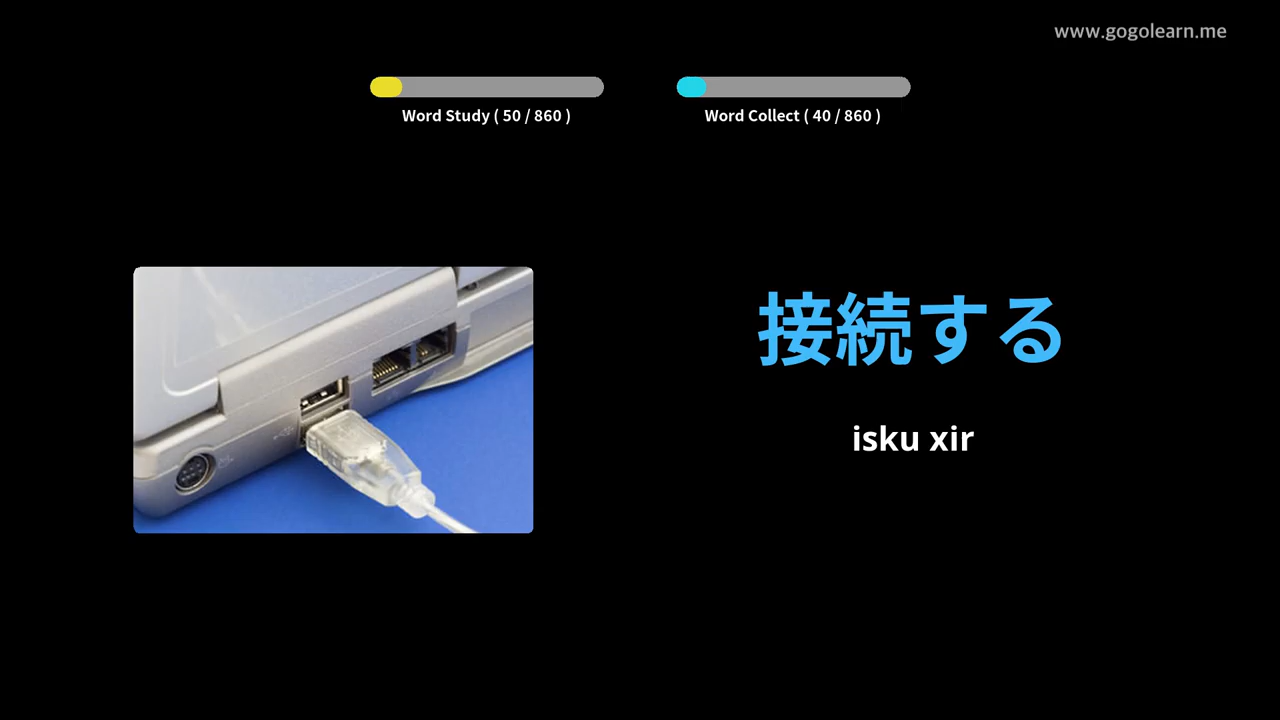 www.gogolearn.me
Word Study ( 50 / 860 )
Word Collect ( 40 / 860 )
接続する
isku xir